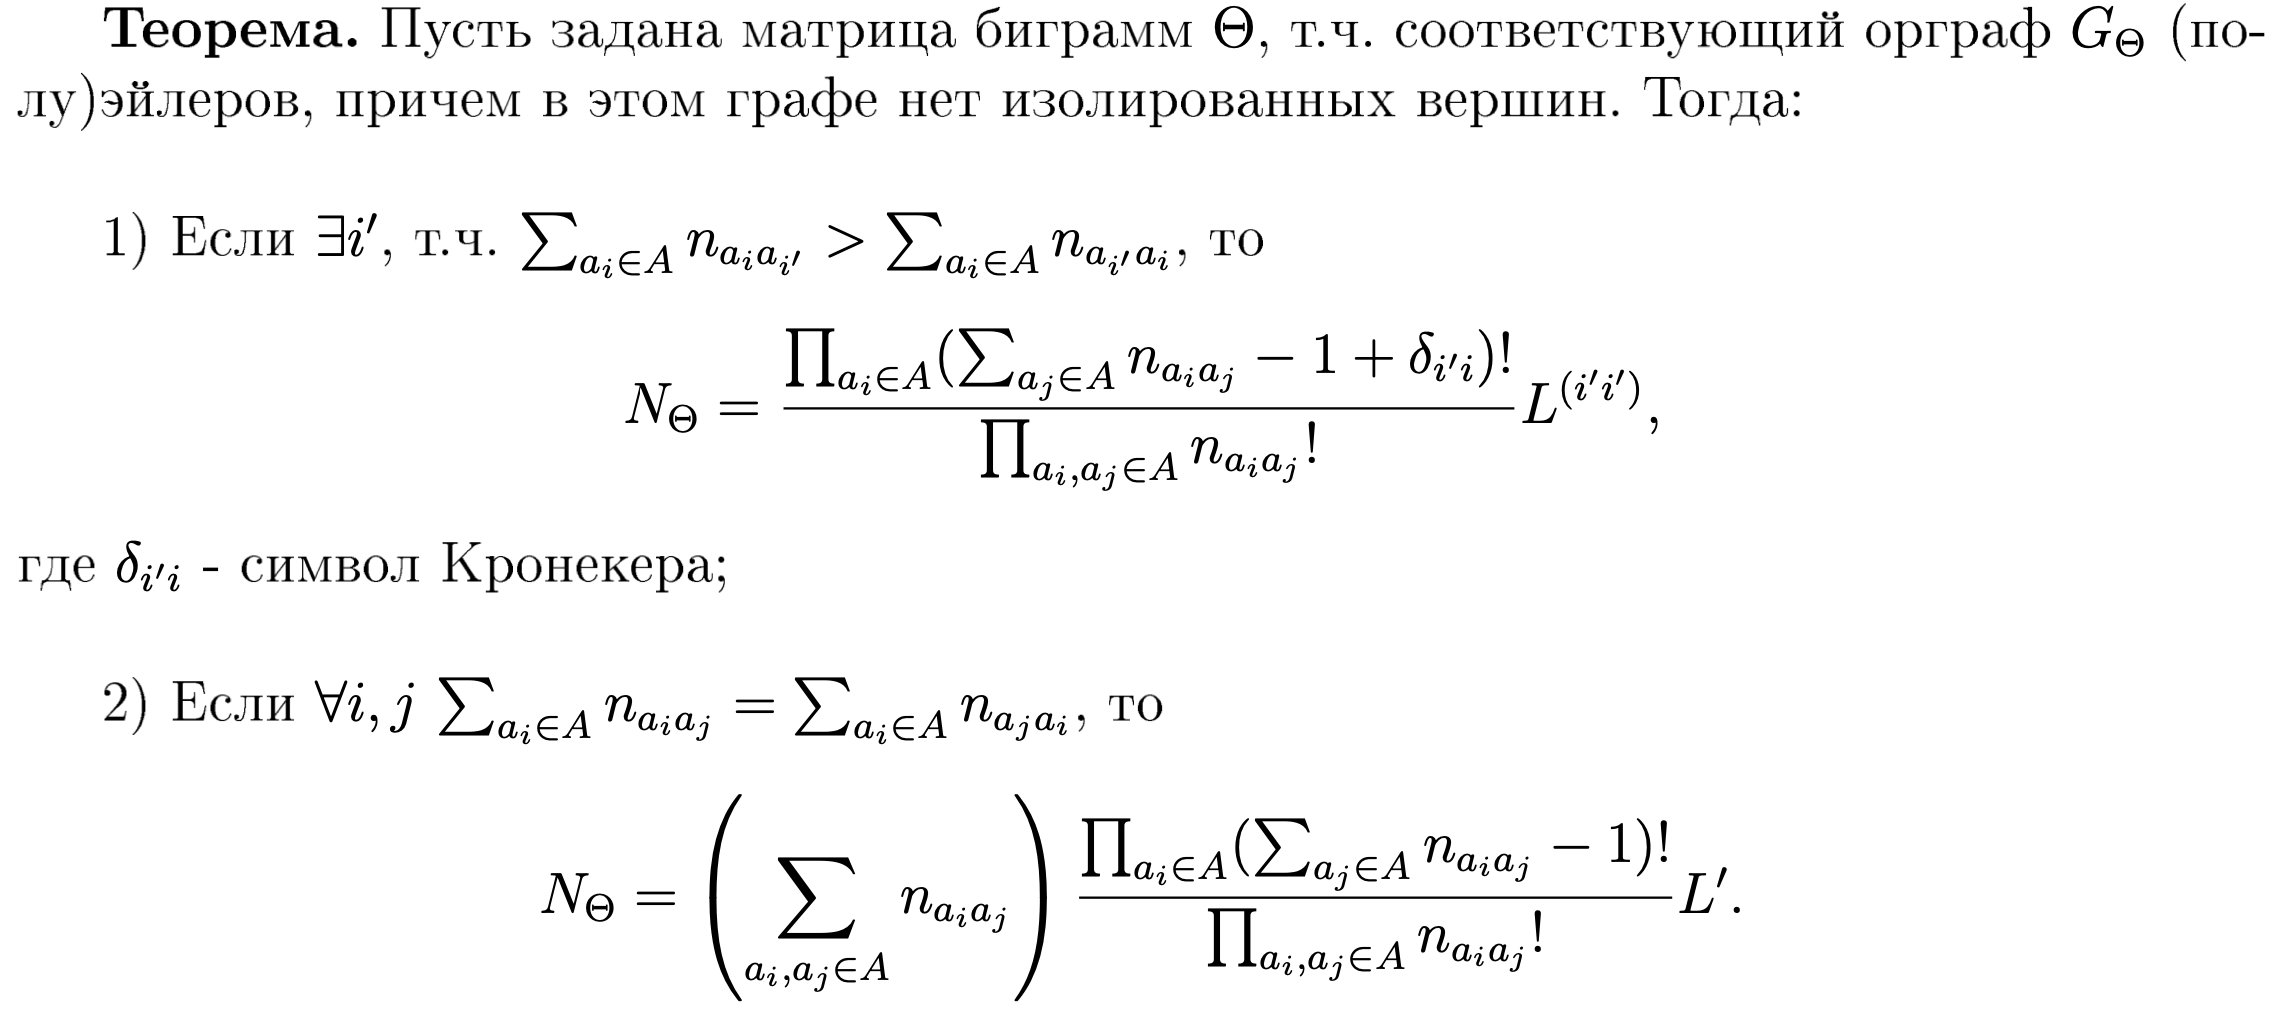 Теорема. Пусть задана матрица биграмм Θ, т.ч. соответствующий орграф $G_\Theta$ (по-
лу)эйлеров, причем в этом графе нет изолированных вершин. Тогда:
1) Если $\exists i'$, т.ч. $\sum_{a_i \in A} n_{a_i a_{i'}} > \sum_{a_i \in A} n_{a_{i'} a_i}$, то
$N_\Theta = \frac{\prod_{a_i \in A} (\sum_{a_j \in A} n_{a_i a_j} - 1 + \delta_{i'i})!}{\prod_{a_i, a_j \in A} n_{a_i a_j}!} L^{(i'i')},$
где $\delta_{i'i}$ - символ Кронекера;
2) Если $\forall i, j \sum_{a_i \in A} n_{a_i a_j} = \sum_{a_i \in A} n_{a_j a_i}$, то
$N_\Theta = \left( \sum_{a_i, a_j \in A} n_{a_i a_j} \right) \frac{\prod_{a_i \in A} (\sum_{a_j \in A} n_{a_i a_j} - 1)!}{\prod_{a_i, a_j \in A} n_{a_i a_j}!} L'.$